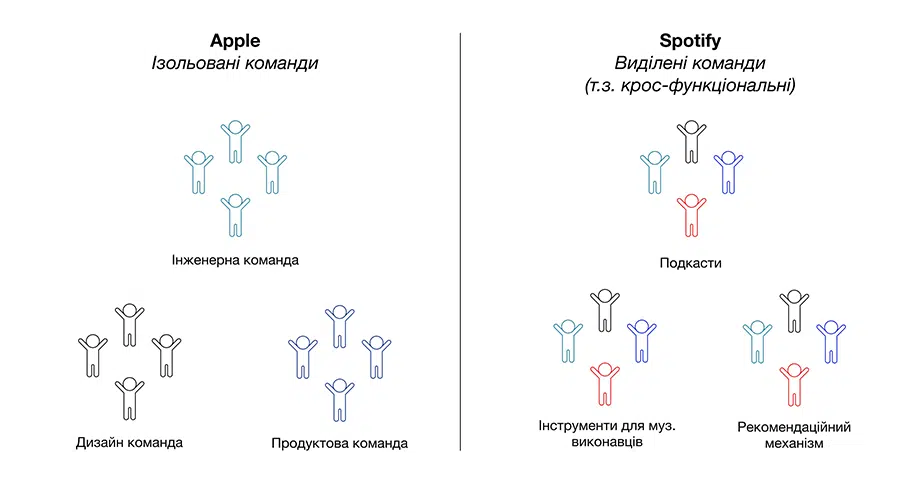 Apple
Ізольовані команди
Інженерна команда
Дизайн команда
Продуктова команда
Spotify
Виділені команди
(т.з. крос-функціональні)
Подкасти
Інструменти для муз.
виконавців
Рекомендаційний
механізм